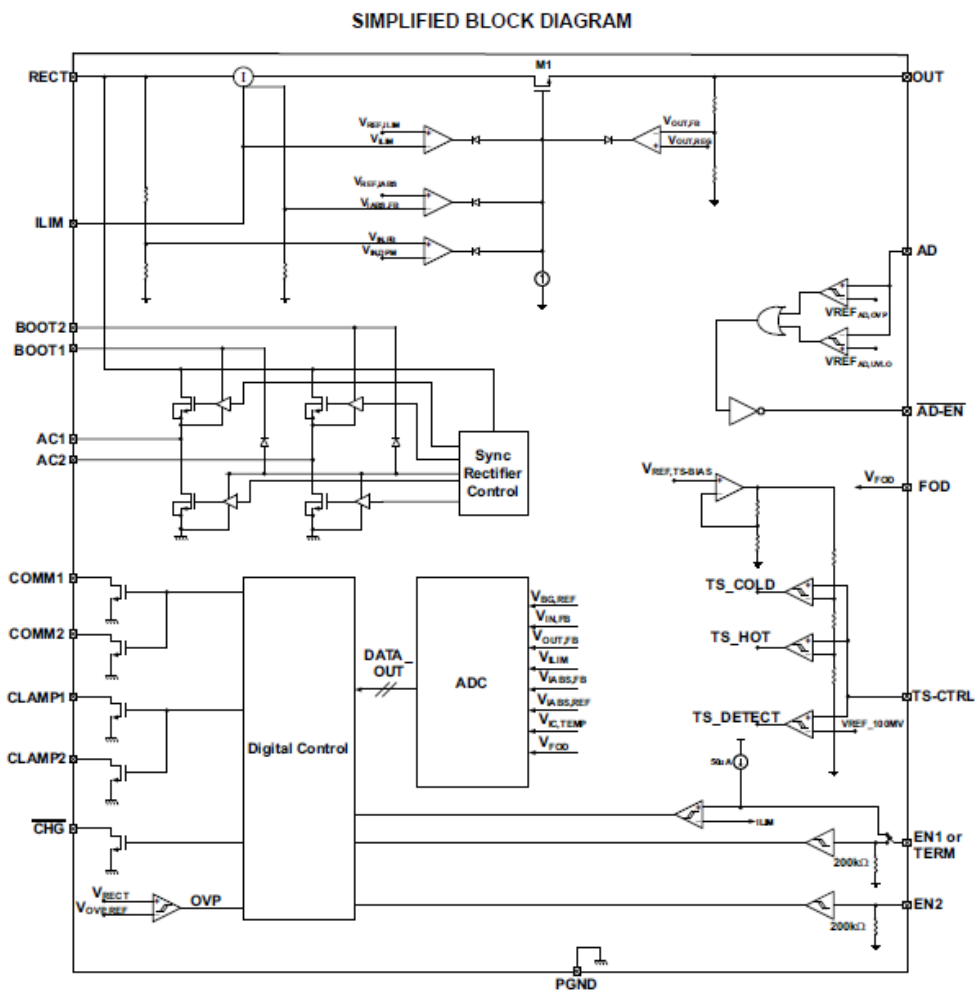 SIMPLIFIED BLOCK DIAGRAM
RECT
I
M1
OUT
VREF,ILIM
VILIM
VOUT,FB
VOUT,REG
VREF,IABS
VIABS,FB
ILIM
VIN,FB
VIN,DPM
AD
VREFAD,OVP
VREFAD,UVLO
BOOT2
BOOT1
AD-EN
AC1
AC2
Sync
Rectifier
Control
VREF,TS-BIAS
VFOD
FOD
COMM1
COMM2
CLAMP1
CLAMP2
CHG
Digital Control
DATA_
OUT
ADC
VBG,REF
VIN,FB
VOUT,FB
VILIM
VIABS,FB
VIABS,REF
VIC,TEMP
VFOD
TS_COLD
TS_HOT
TS_DETECT
TS-CTRL
VREF_100MV
50uA
ILIM
EN1 or
TERM
200kΩ
VRECT
VOVP,REF
OVP
EN2
200kΩ
PGND